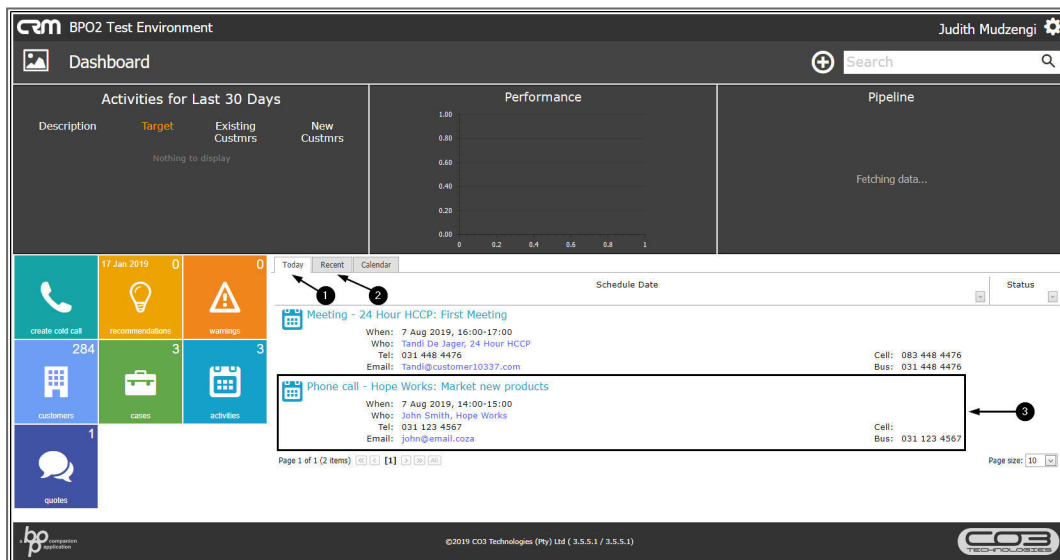 CRM BPO2 Test Environment
Judith Mudzengi
Dashboard
Search
Activities for Last 30 Days
Description Target Existing Custmrs New Custmrs
Nothing to display
Performance
1.00
0.80
0.60
0.40
0.20
0.00
0 0.2 0.4 0.6 0.8 1
Pipeline
Fetching data...
create cold call
17 Jan 2019 0
recommendations
0
warnings
284
customers
3
cases
3
activities
1
quotes
Today Recent Calendar
1 2
Schedule Date Status
Meeting - 24 Hour HCCP: First Meeting
When: 7 Aug 2019, 16:00-17:00
Who: Tandi De Jager, 24 Hour HCCP
Tel: 031 448 4476 Cell: 083 448 4476
Email: Tandi@customer10337.com Bus: 031 448 4476
Phone call - Hope Works: Market new products
When: 7 Aug 2019, 14:00-15:00
Who: John Smith, Hope Works
Tel: 031 123 4567 Cell:
Email: john@email.coza Bus: 031 123 4567
3
Page 1 of 1 (2 items) « < [1] > » All
Page size: 10
a bpo companion application
©2019 CO3 Technologies (Pty) Ltd ( 3.5.5.1 / 3.5.5.1)
CO3
TECHNOLOGIES